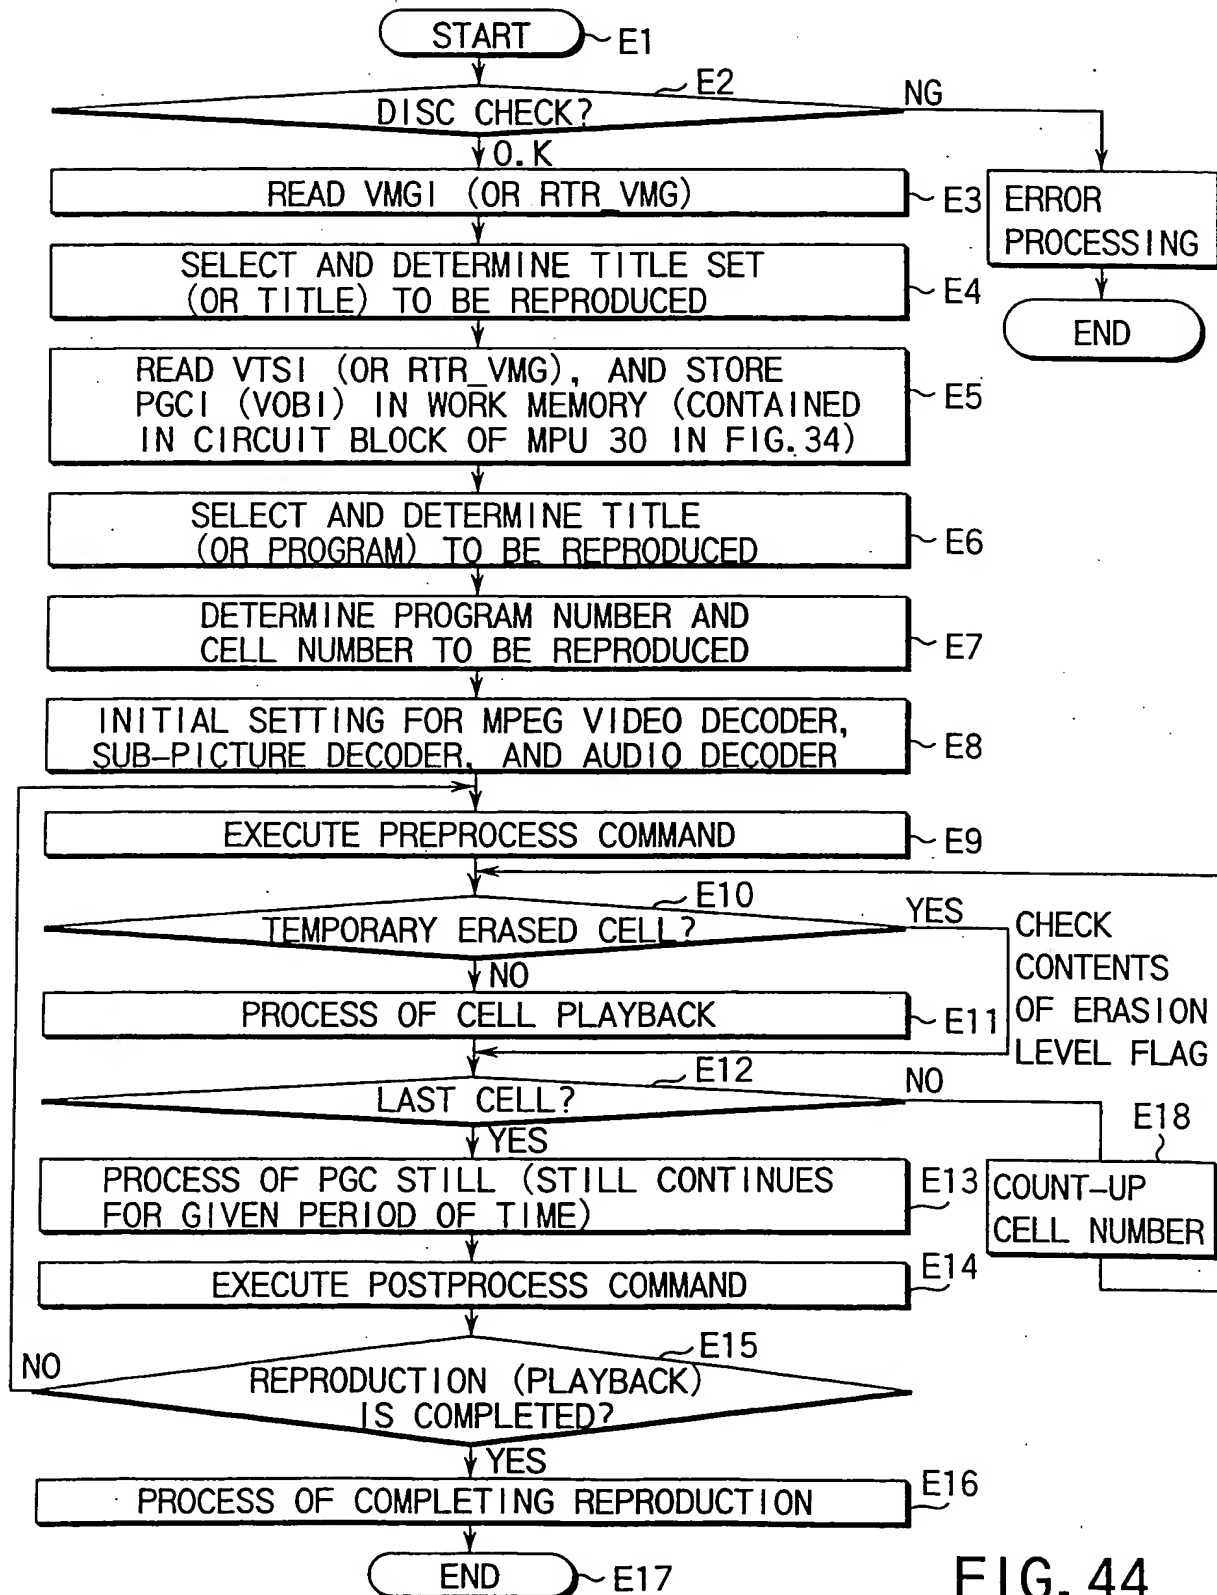 START
E1
E2
DISC CHECK?
NG
O.K
READ VMGI (OR RTR_VMG)
E3
ERROR
PROCESSING
END
SELECT AND DETERMINE TITLE SET
(OR TITLE) TO BE REPRODUCED
E4
READ VTSI (OR RTR_VMG), AND STORE
PGCI (VOBI) IN WORK MEMORY (CONTAINED
IN CIRCUIT BLOCK OF MPU 30 IN FIG.34)
E5
SELECT AND DETERMINE TITLE
(OR PROGRAM) TO BE REPRODUCED
E6
DETERMINE PROGRAM NUMBER AND
CELL NUMBER TO BE REPRODUCED
E7
INITIAL SETTING FOR MPEG VIDEO DECODER,
SUB-PICTURE DECODER, AND AUDIO DECODER
E8
EXECUTE PREPROCESS COMMAND
E9
E10
TEMPORARY ERASED CELL?
YES
NO
CHECK
CONTENTS
OF ERASION
LEVEL FLAG
PROCESS OF CELL PLAYBACK
E11
E12
LAST CELL?
NO
YES
E18
COUNT-UP
CELL NUMBER
PROCESS OF PGC STILL (STILL CONTINUES
FOR GIVEN PERIOD OF TIME)
E13
EXECUTE POSTPROCESS COMMAND
E14
E15
NO
REPRODUCTION (PLAYBACK)
IS COMPLETED?
YES
PROCESS OF COMPLETING REPRODUCTION
E16
END
E17
FIG. 44